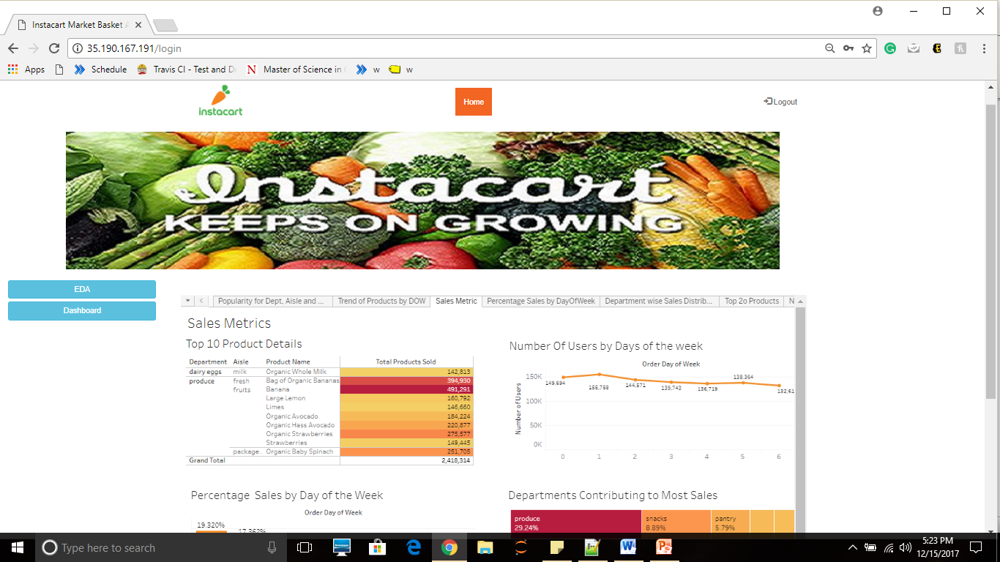 Instacart Market Basket A
35.190.167.191/login
Apps Schedule Travis CI - Test and De Master of Science in w w
instacart
Home
Logout
Instacart
KEEPS ON GROWING
EDA
Dashboard
Popularity for Dept, Aisle and ... Trend of Products by DOW Sales Metric Percentage Sales by DayOfWeek Department wise Sales Distrib... Top 2o Products N
Sales Metrics
Top 10 Product Details
Department Aisle Product Name Total Products Sold
dairy eggs milk Organic Whole Milk 142,813
produce fresh Bag of Organic Bananas 394,930
fruits Banana 491,291
Large Lemon 160,792
Limes 146,660
Organic Avocado 184,224
Organic Hass Avocado 220,877
Organic Strawberries 275,577
Strawberries 149,445
package.. Organic Baby Spinach 251,705
Grand Total 2,418,314
Number Of Users by Days of the week
Order Day of Week
Number of Users
150K
100K
50K
0K
149,694 155,758 144,571 139,743 136,719 138,364 132,61
0 1 2 3 4 5 6
Percentage Sales by Day of the Week
Order Day of Week
19.320%
17.362%
Departments Contributing to Most Sales
produce
29.24%
snacks
8.89%
pantry
5.79%
Type here to search
5:23 PM
12/15/2017